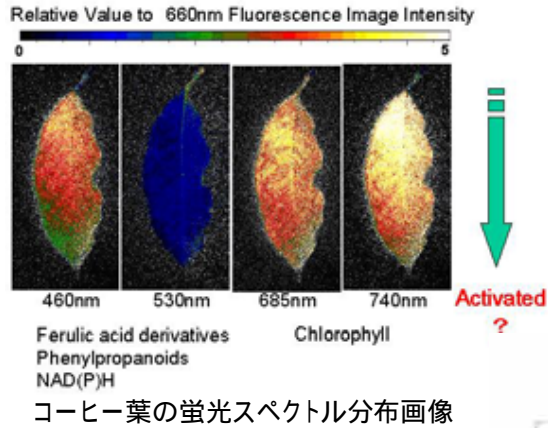 Relative Value to 660nm Fluorescence Image Intensity
0 5
460nm 530nm 685nm 740nm
Activated
?
Ferulic acid derivatives Chlorophyll
Phenylpropanoids
NAD(P)H
コーヒー葉の蛍光スペクトル分布画像